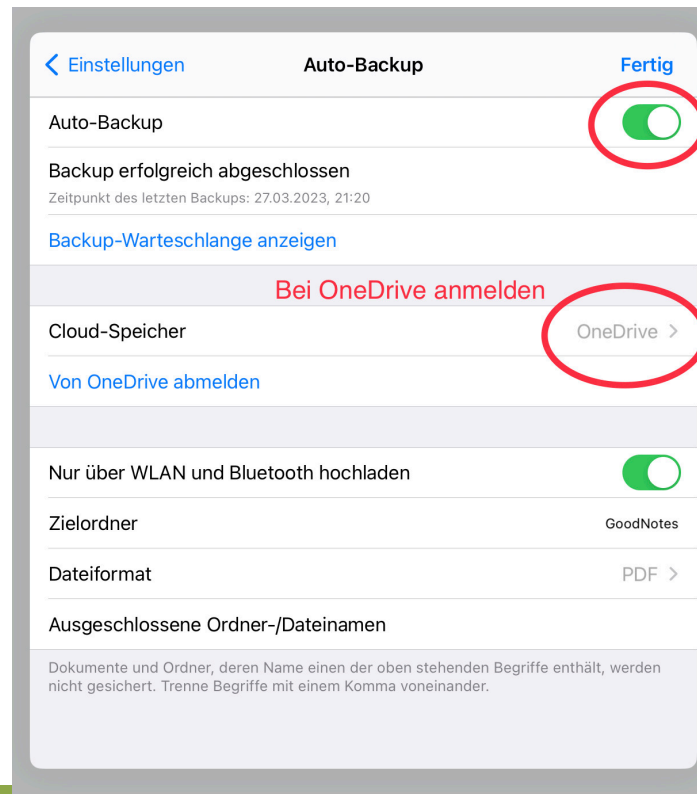 Einstellungen Auto-Backup Fertig
Auto-Backup
Backup erfolgreich abgeschlossen
Zeitpunkt des letzten Backups: 27.03.2023, 21:20
Backup-Warteschlange anzeigen
Bei OneDrive anmelden
Cloud-Speicher OneDrive
Von OneDrive abmelden
Nur über WLAN und Bluetooth hochladen
Zielordner GoodNotes
Dateiformat PDF
Ausgeschlossene Ordner-/Dateinamen
Dokumente und Ordner, deren Name einen der oben stehenden Begriffe enthält, werden
nicht gesichert. Trenne Begriffe mit einem Komma voneinander.